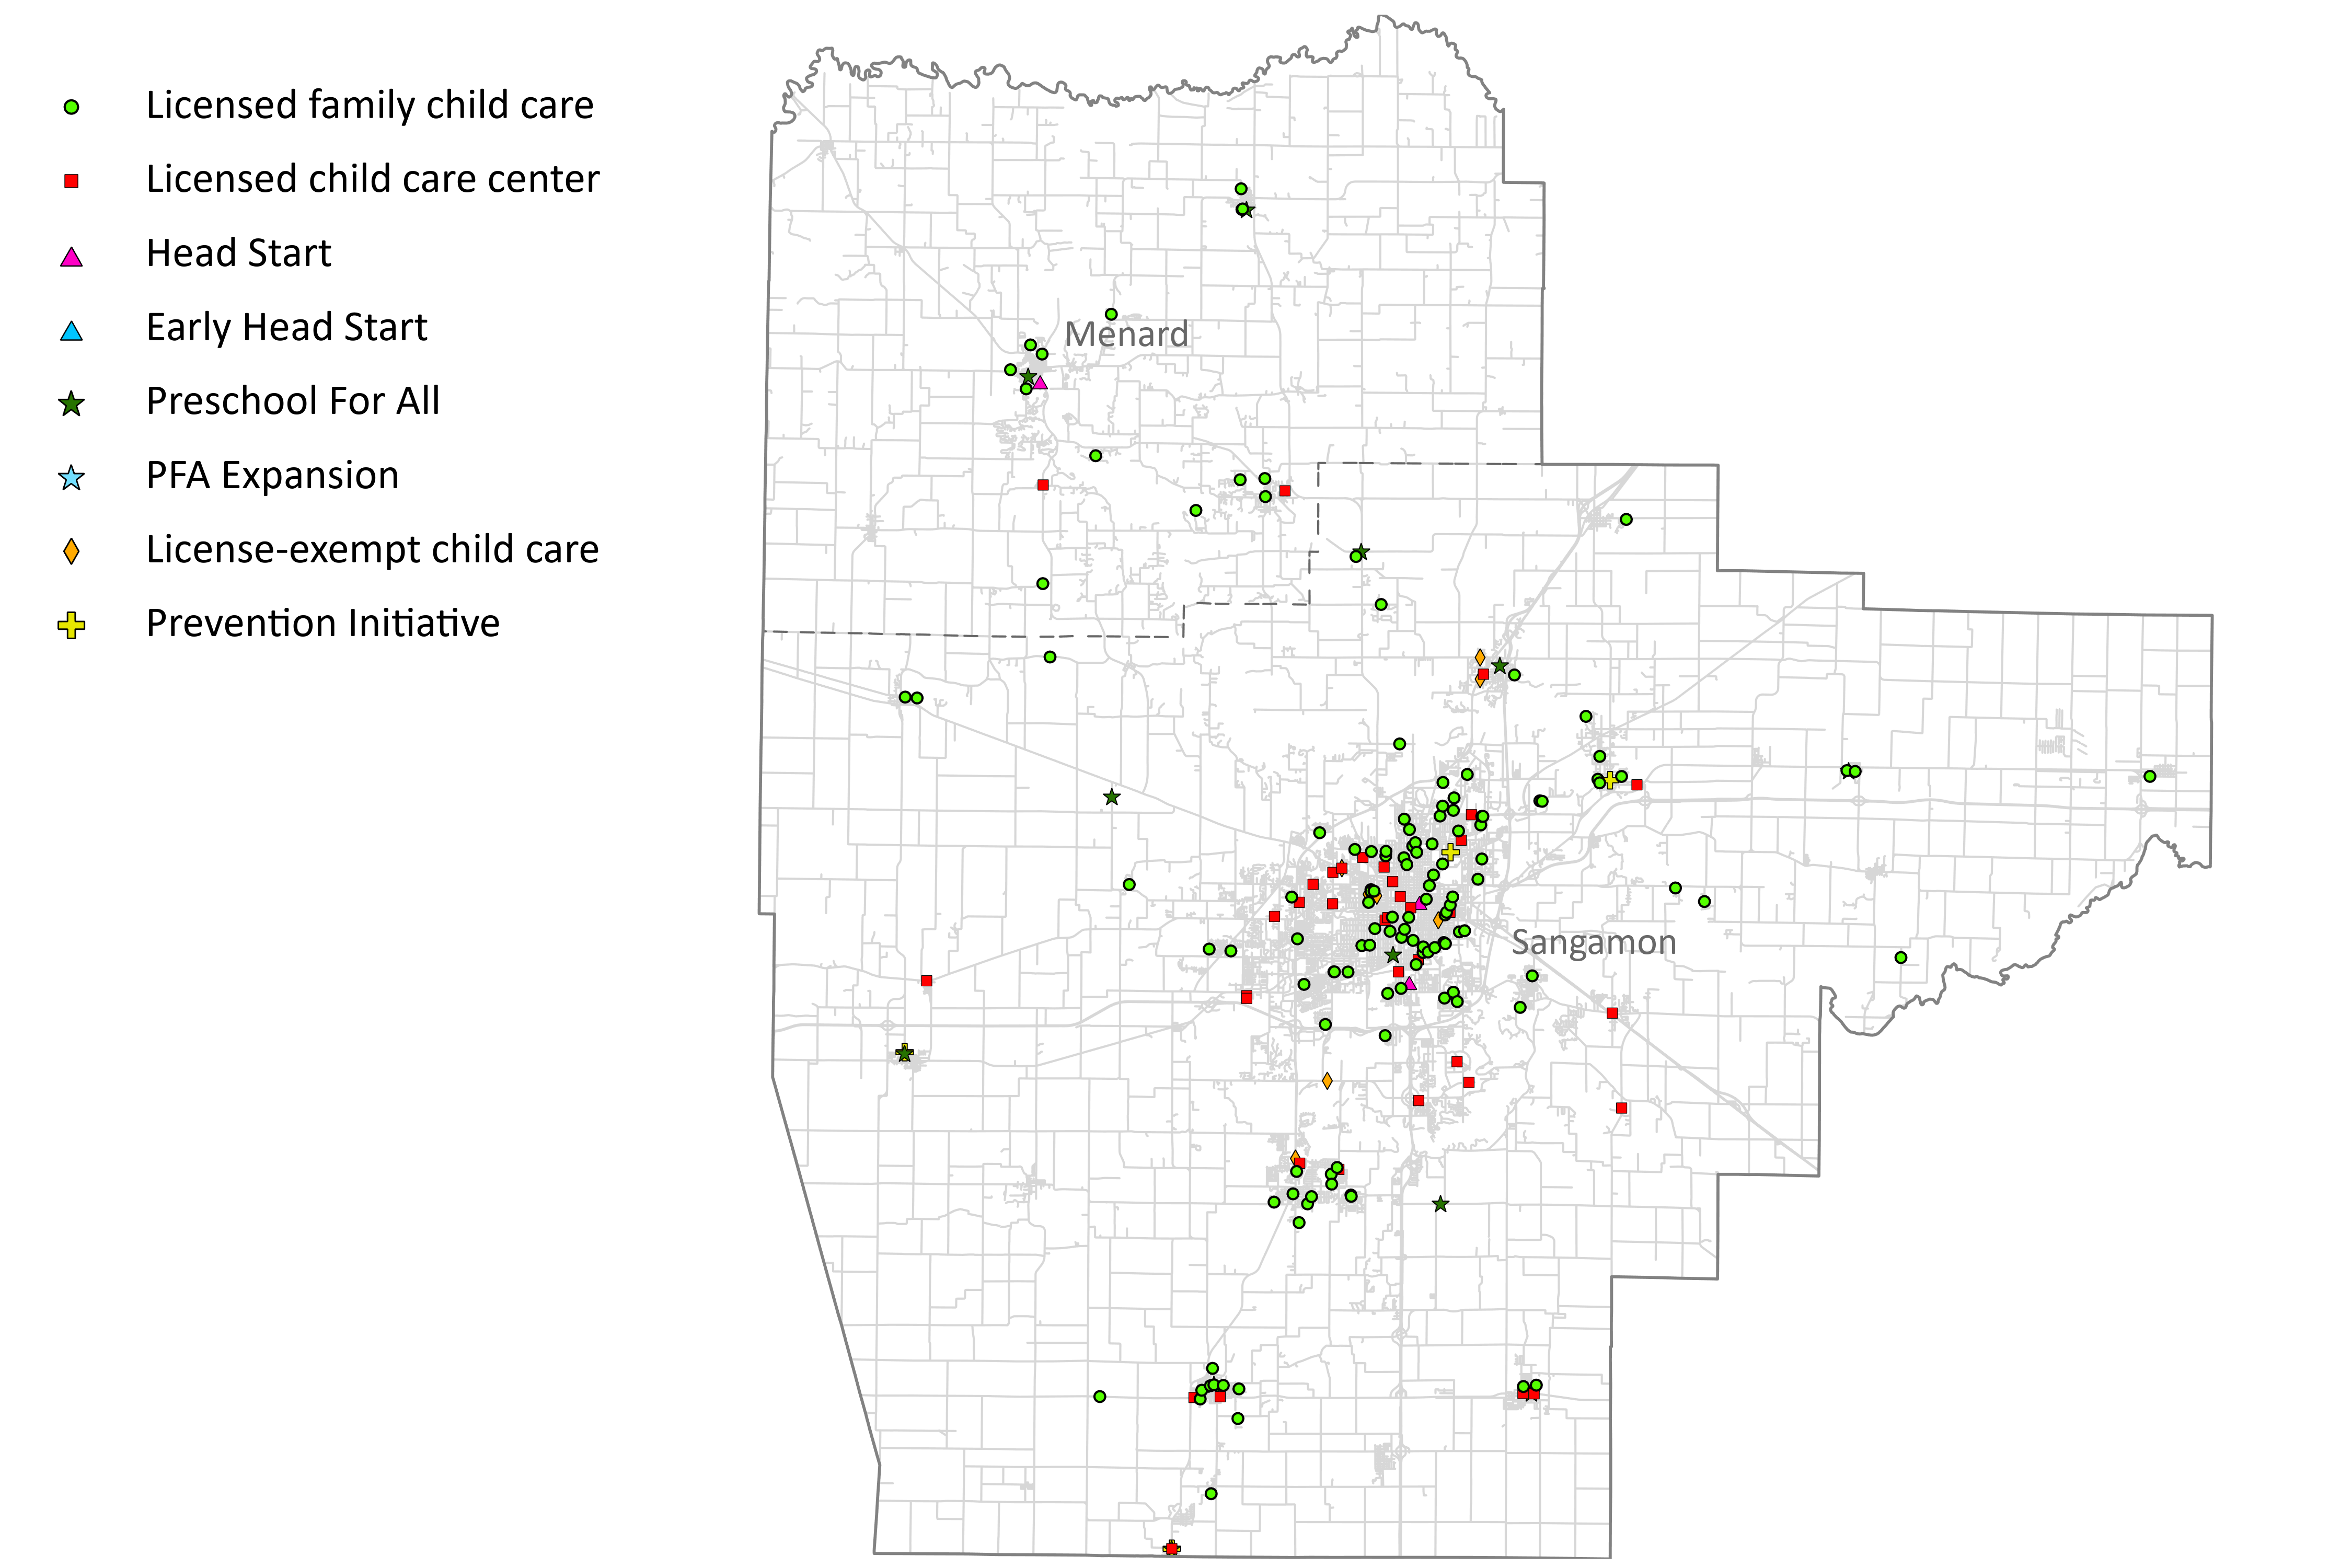 Licensed family child care
Licensed child care center
Head Start
Early Head Start
Preschool For All
PFA Expansion
License-exempt child care
Prevention Initiative
Menard
Sangamon